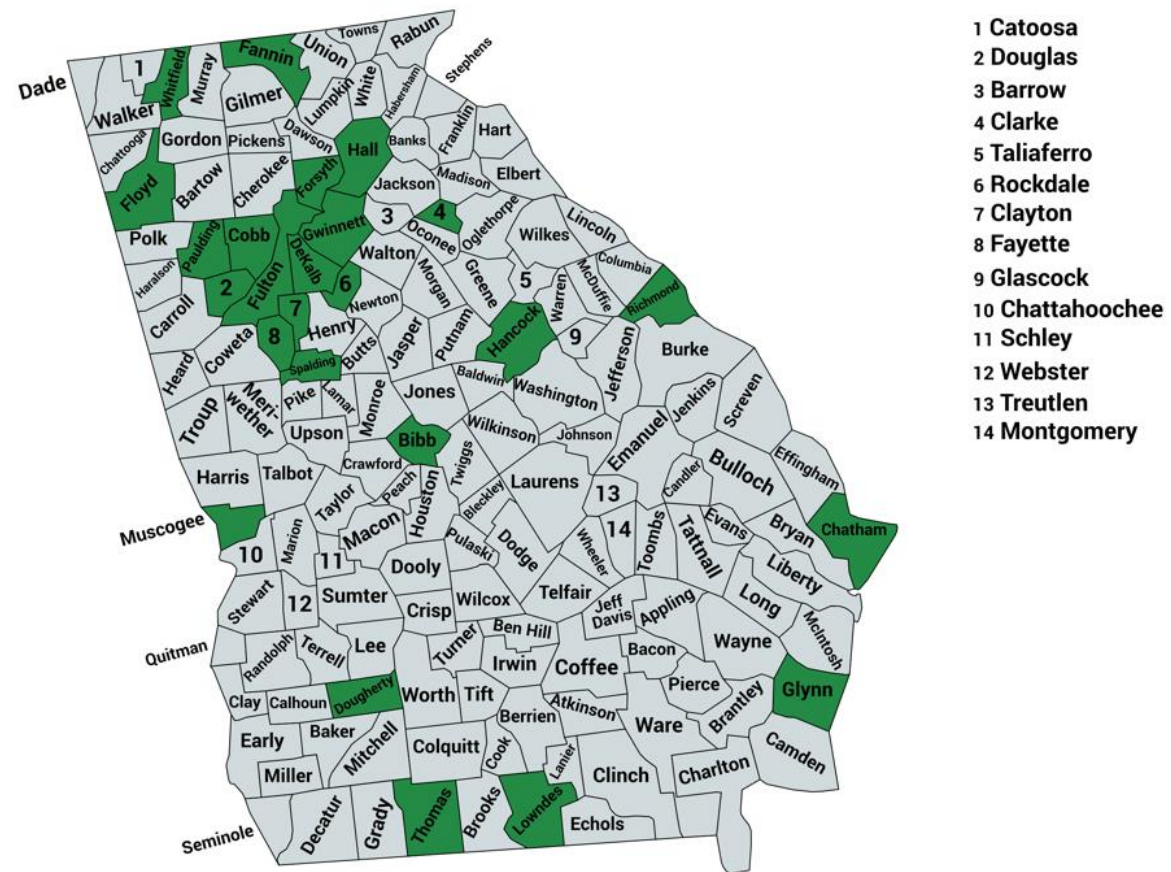 Dade
1
Whitfield
Murray
Fannin
Union
Towns
Rabun
Stephens
Walker
Gilmer
Lumpkin
White
Habersham
Chattooga
Gordon
Pickens
Dawson
Hall
Banks
Franklin
Hart
Floyd
Bartow
Cherokee
Forsyth
Jackson
Madison
Elbert
Polk
Paulding
Cobb
Gwinnett
3
4
Oconee
Oglethorpe
Wilkes
Lincoln
Haralson
2
Fulton
DeKalb
6
Walton
Morgan
Greene
5
Warren
McDuffie
Columbia
Richmond
Carroll
7
8
Henry
Newton
Jasper
Putnam
Hancock
9
Jefferson
Burke
Heard
Coweta
Spalding
Butts
Baldwin
Washington
Jenkins
Screven
Troup
Meri-
wether
Pike
Lamar
Monroe
Jones
Wilkinson
Johnson
Emanuel
Upson
Bibb
Twiggs
Harris
Talbot
Crawford
Peach
Houston
Bleckley
Laurens
13
Candler
Bulloch
Effingham
Muscogee
Taylor
Macon
Pulaski
Dodge
Wheeler
14
Toombs
Tattnall
Evans
Bryan
Chatham
10
Marion
11
Dooly
Liberty
Stewart
12
Sumter
Crisp
Wilcox
Telfair
Jeff
Davis
Appling
Long
McIntosh
Quitman
Randolph
Terrell
Lee
Turner
Ben Hill
Irwin
Coffee
Bacon
Wayne
Clay
Calhoun
Dougherty
Worth
Tift
Berrien
Atkinson
Pierce
Brantley
Glynn
Early
Baker
Mitchell
Colquitt
Cook
Lanier
Ware
Camden
Miller
Clinch
Charlton
Seminole
Decatur
Grady
Thomas
Brooks
Lowndes
Echols
1 Catoosa
2 Douglas
3 Barrow
4 Clarke
5 Taliaferro
6 Rockdale
7 Clayton
8 Fayette
9 Glascock
10 Chattahoochee
11 Schley
12 Webster
13 Treutlen
14 Montgomery